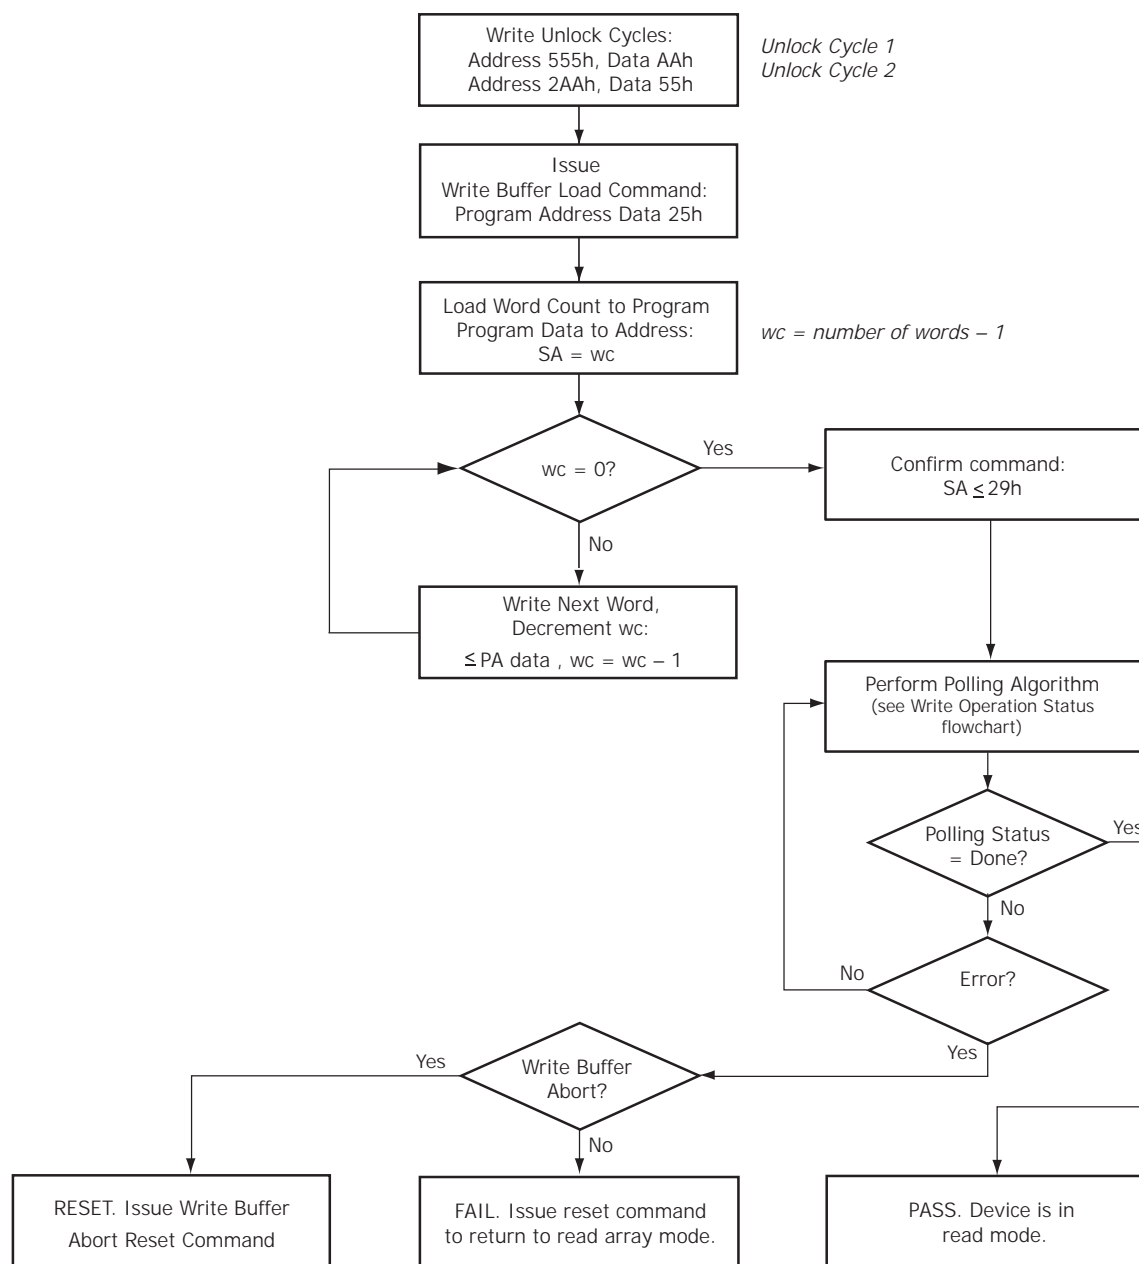 Write Unlock Cycles:
Address 555h, Data AAh
Address 2AAh, Data 55h
Unlock Cycle 1
Unlock Cycle 2
Issue
Write Buffer Load Command:
Program Address Data 25h
Load Word Count to Program
Program Data to Address:
SA = wc
wc = number of words – 1
wc = 0?
Yes
Confirm command:
SA ≤ 29h
No
Write Next Word,
Decrement wc:
≤ PA data , wc = wc – 1
Perform Polling Algorithm
(see Write Operation Status
flowchart)
Polling Status
= Done?
Yes
No
Error?
No
Yes
Write Buffer
Abort?
Yes
No
RESET. Issue Write Buffer
Abort Reset Command
FAIL. Issue reset command
to return to read array mode.
PASS. Device is in
read mode.